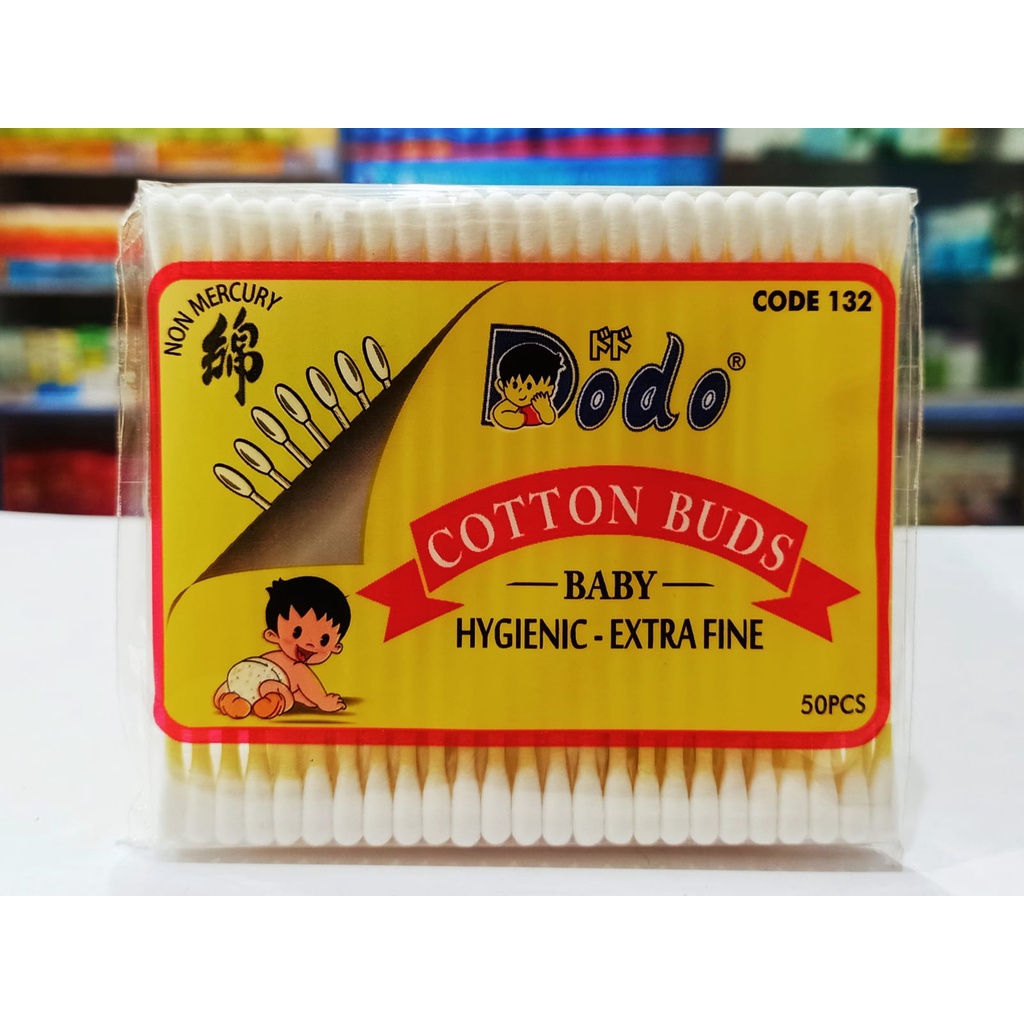 NON MERCURY
綿
CODE 132
ドド
Dodo®
COTTON BUDS
BABY
HYGIENIC - EXTRA FINE
50PCS